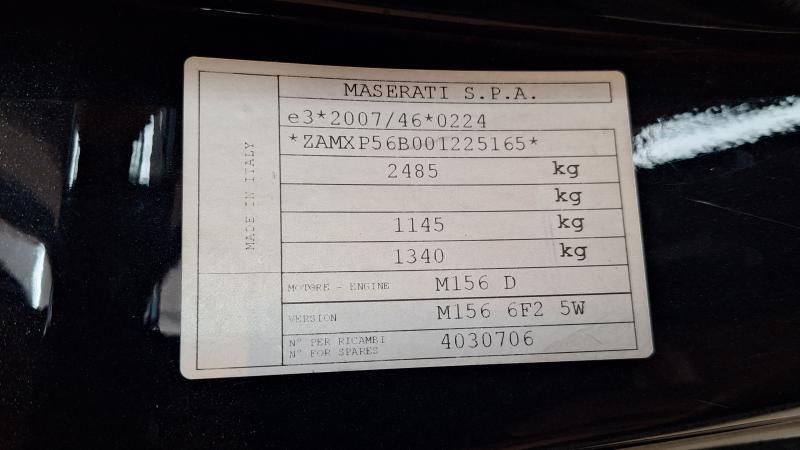 MASERATI S.P.A.
e3*2007/46*0224
*ZAMXP56B001225165*
2485 kg
kg
1145 kg
1340 kg
MOTORE - ENGINE M156 D
VERSION M156 6F2 5W
N° PER RICAMBI
N° FOR SPARES 4030706
MADE IN ITALY